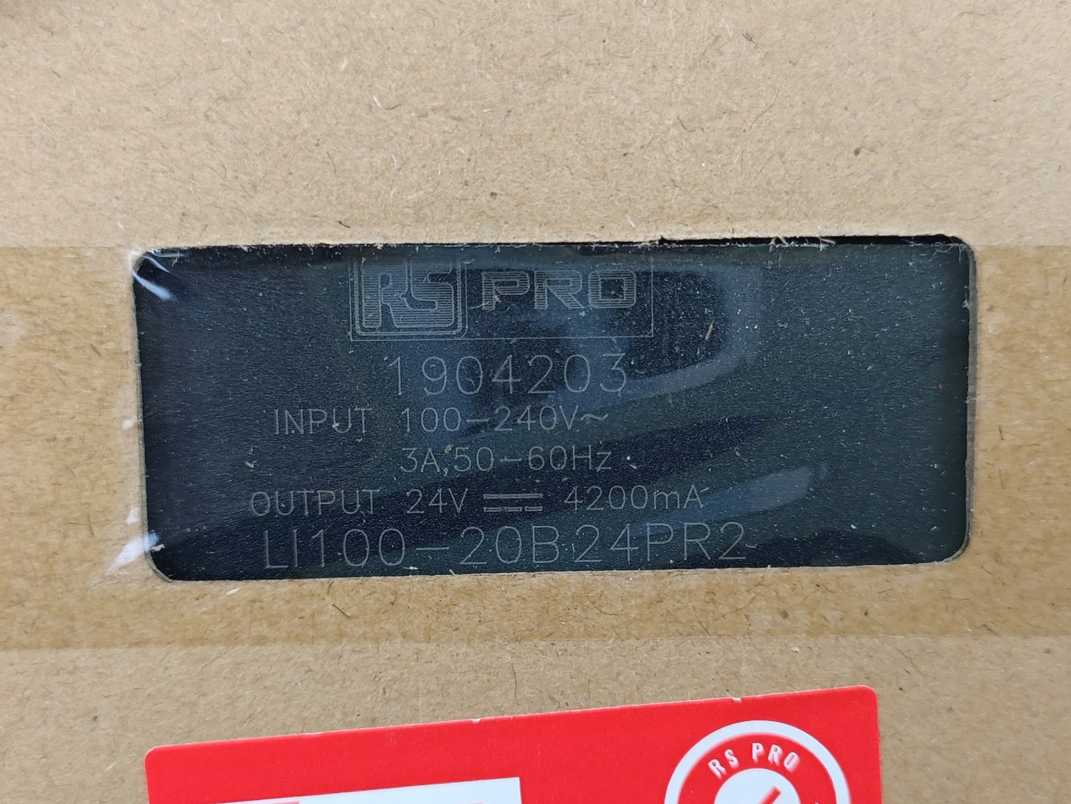 RS PRO
1904203
INPUT 100-240V~
3A,50-60Hz
OUTPUT 24V ⎓ 4200mA
LI100-20B24PR2
RS PRO